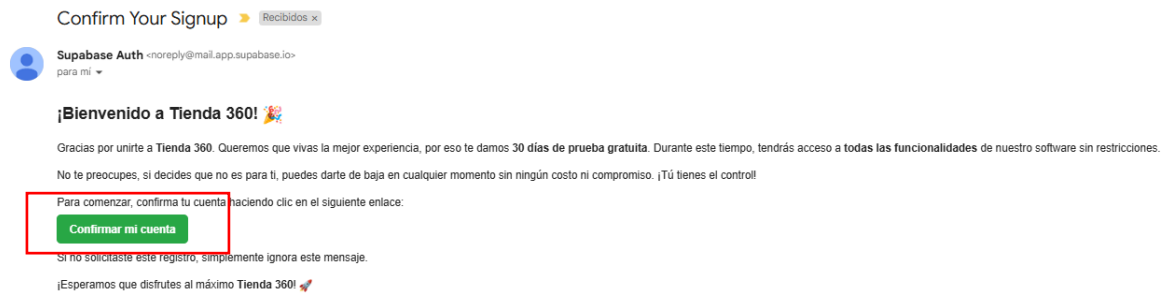 Confirm Your Signup Recibidos ×
Supabase Auth <noreply@mail.app.supabase.io>
para mí
¡Bienvenido a Tienda 360! 🎉
Gracias por unirte a Tienda 360. Queremos que vivas la mejor experiencia, por eso te damos 30 días de prueba gratuita. Durante este tiempo, tendrás acceso a todas las funcionalidades de nuestro software sin restricciones.
No te preocupes, si decides que no es para ti, puedes darte de baja en cualquier momento sin ningún costo ni compromiso. ¡Tú tienes el control!
Para comenzar, confirma tu cuenta haciendo clic en el siguiente enlace:
Confirmar mi cuenta
Si no solicitaste este registro, simplemente ignora este mensaje.
¡Esperamos que disfrutes al máximo Tienda 360! 🚀